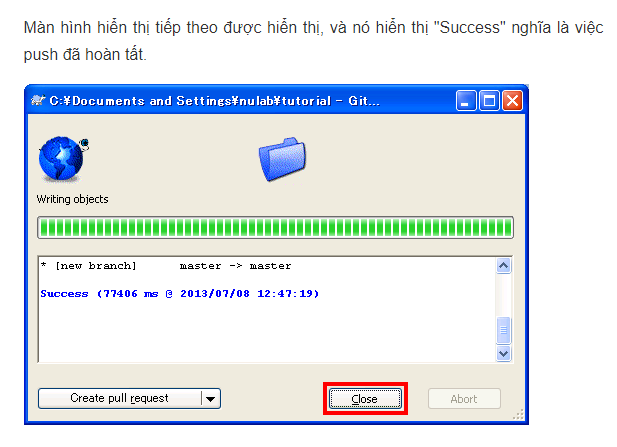 Màn hình hiển thị tiếp theo được hiển thị, và nó hiển thị "Success" nghĩa là việc
push đã hoàn tất.
C:¥Documents and Settings¥nulab¥tutorial - Git...
Writing objects
* [new branch] master -> master
Success (77406 ms @ 2013/07/08 12:47:19)
Create pull request
Close
Abort